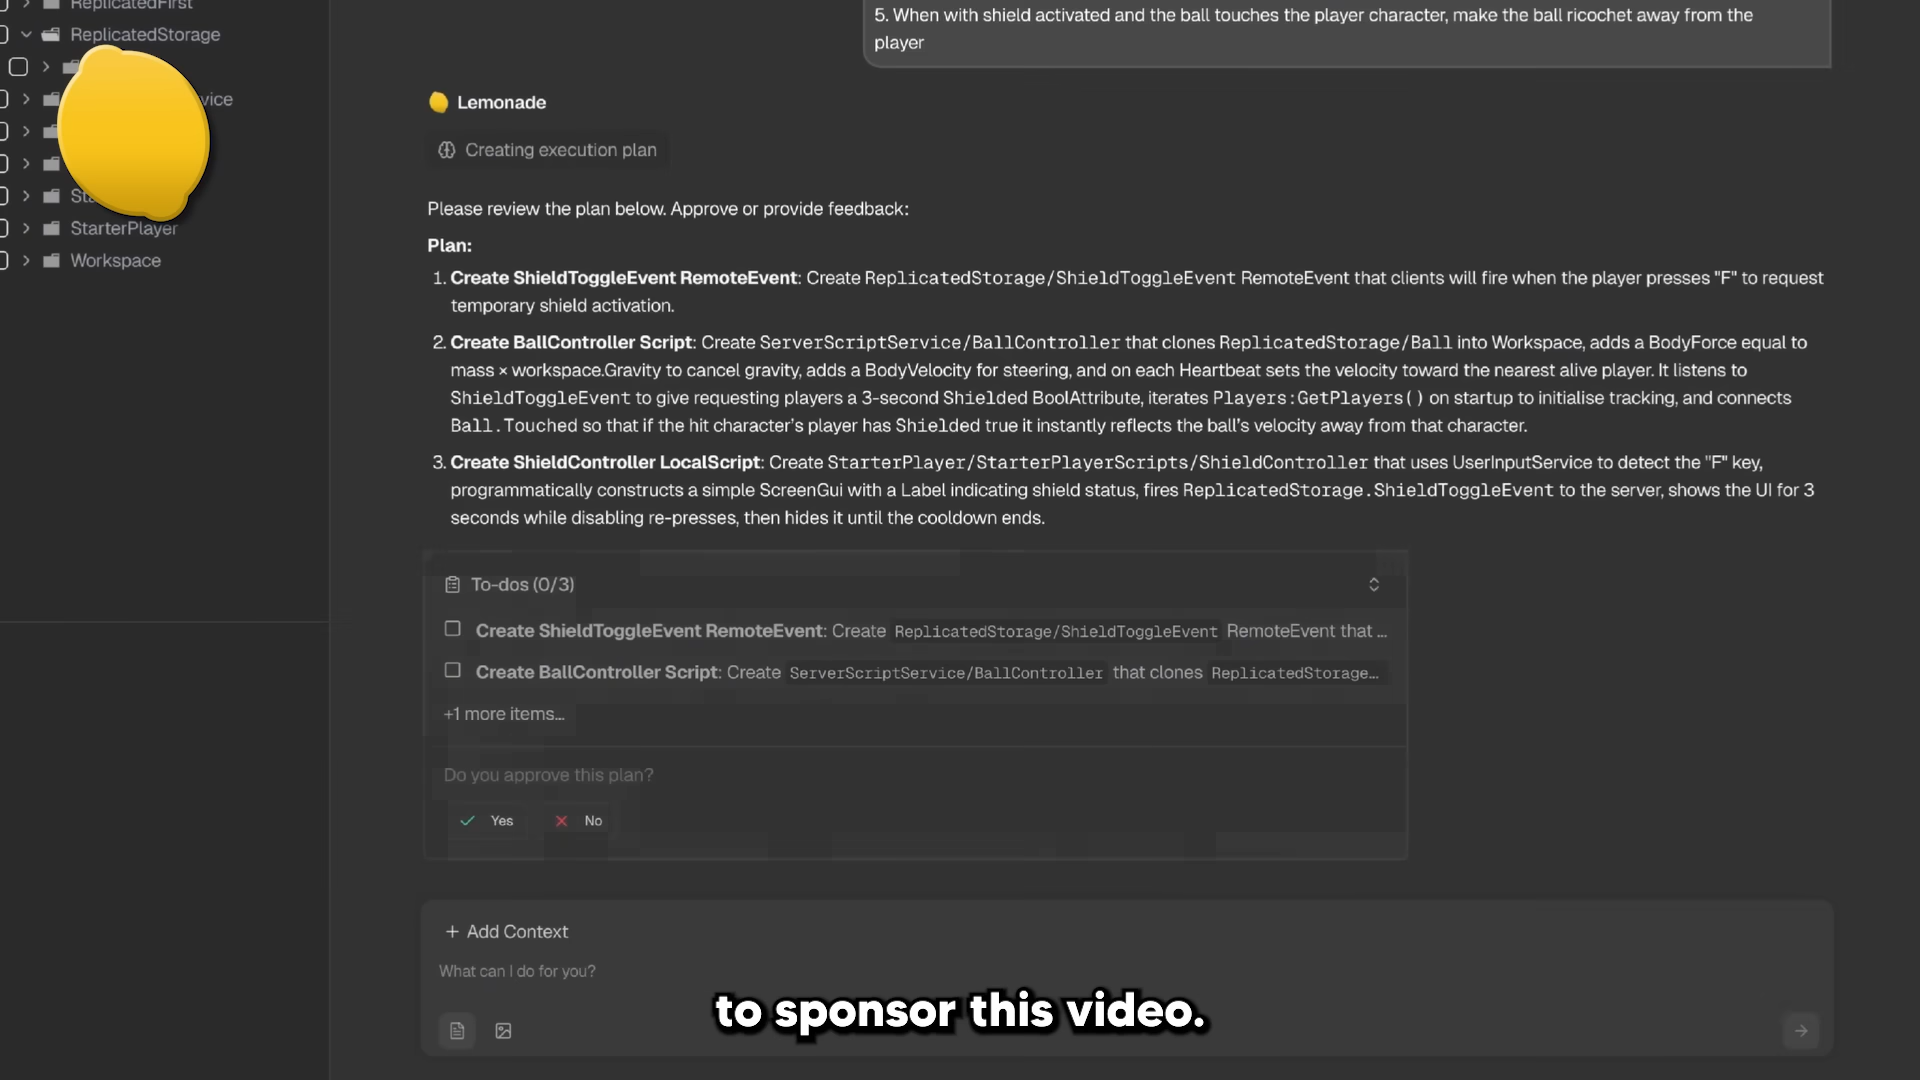 ReplicatedFirst
ReplicatedStorage
vice
StarterPlayer
Workspace
5. When with shield activated and the ball touches the player character, make the ball ricochet away from the
player
Lemonade
Creating execution plan
Please review the plan below. Approve or provide feedback:
Plan:
1. Create ShieldToggleEvent RemoteEvent: Create ReplicatedStorage/ShieldToggleEvent RemoteEvent that clients will fire when the player presses "F" to request
temporary shield activation.
2. Create BallController Script: Create ServerScriptService/BallController that clones ReplicatedStorage/Ball into Workspace, adds a BodyForce equal to
mass × workspace.Gravity to cancel gravity, adds a BodyVelocity for steering, and on each Heartbeat sets the velocity toward the nearest alive player. It listens to
ShieldToggleEvent to give requesting players a 3-second Shielded BoolAttribute, iterates Players:GetPlayers() on startup to initialise tracking, and connects
Ball.Touched so that if the hit character's player has Shielded true it instantly reflects the ball's velocity away from that character.
3. Create ShieldController LocalScript: Create StarterPlayer/StarterPlayerScripts/ShieldController that uses UserInputService to detect the "F" key,
programmatically constructs a simple ScreenGui with a Label indicating shield status, fires ReplicatedStorage.ShieldToggleEvent to the server, shows the UI for 3
seconds while disabling re-presses, then hides it until the cooldown ends.
To-dos (0/3)
Create ShieldToggleEvent RemoteEvent: Create ReplicatedStorage/ShieldToggleEvent RemoteEvent that ...
Create BallController Script: Create ServerScriptService/BallController that clones ReplicatedStorage…
+1 more items...
Do you approve this plan?
Yes No
+ Add Context
What can I do for you?
to sponsor this video.